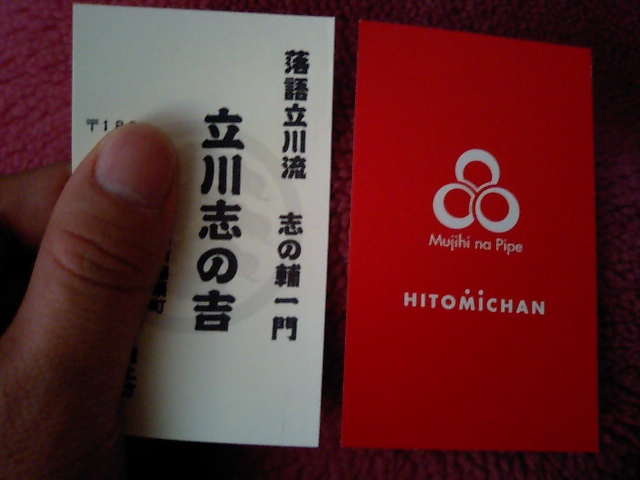 落語立川流 志の輔一門
立川志の吉
〒18
Mujihi na Pipe
HITOMiCHAN